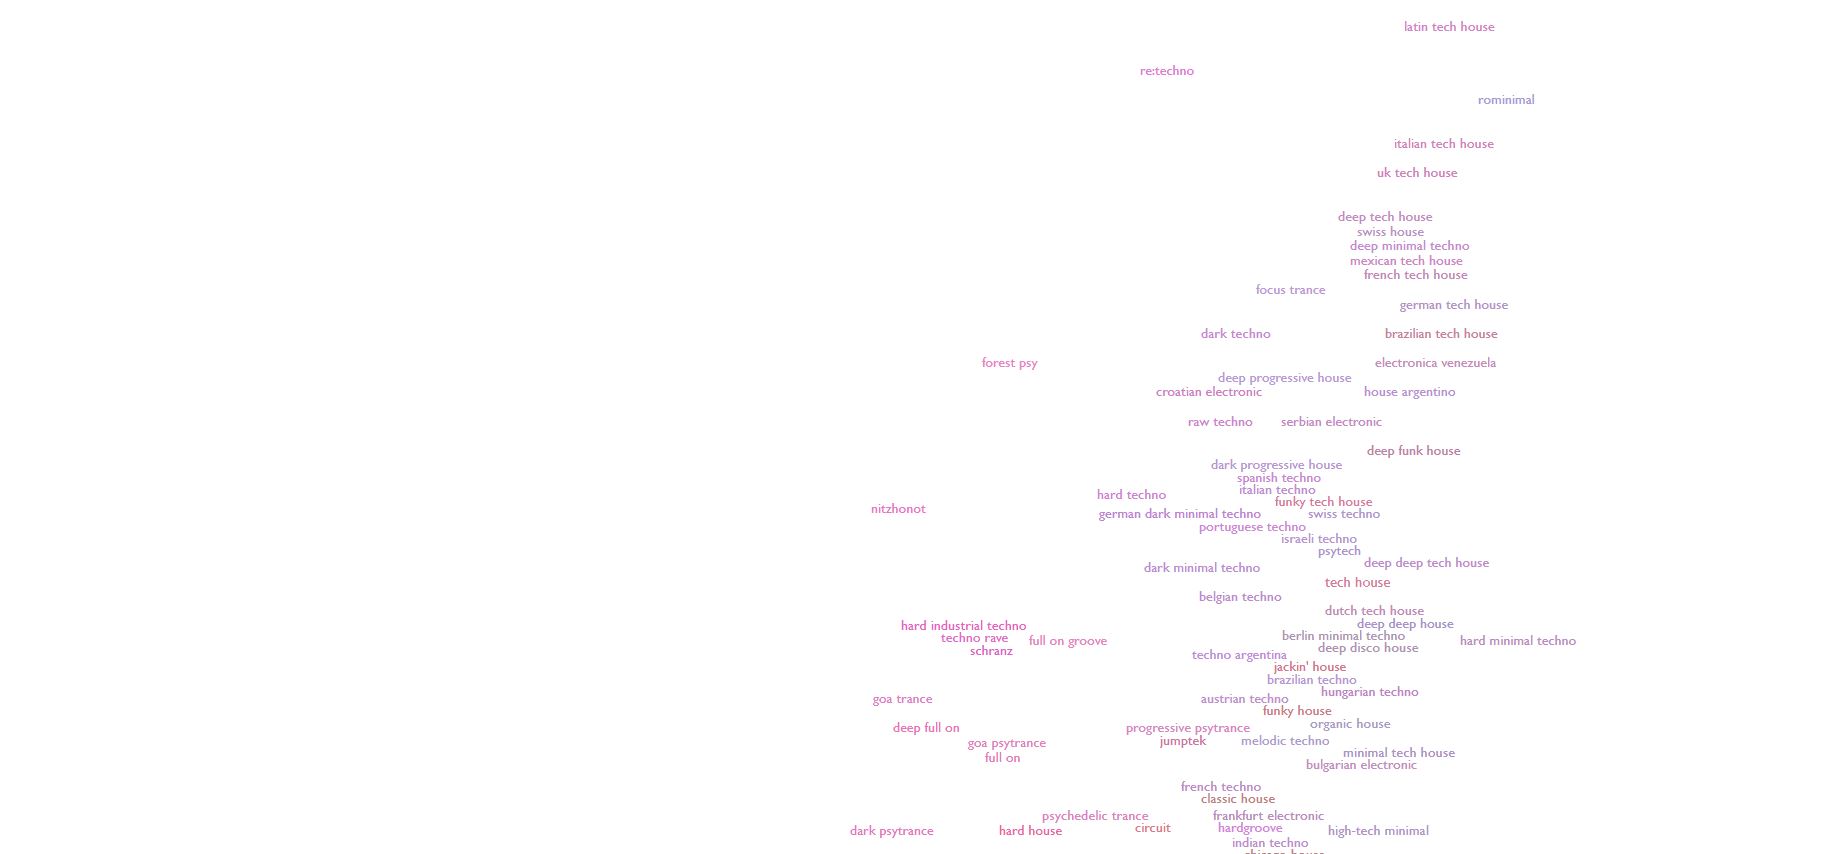 latin tech house
re:techno
rominimal
italian tech house
uk tech house
deep tech house
swiss house
deep minimal techno
mexican tech house
french tech house
focus trance
german tech house
dark techno
brazilian tech house
forest psy
electronica venezuela
deep progressive house
croatian electronic
house argentino
raw techno
serbian electronic
deep funk house
dark progressive house
spanish techno
italian techno
hard techno
funky tech house
nitzhonot
german dark minimal techno
swiss techno
portuguese techno
israeli techno
psytech
deep deep tech house
dark minimal techno
tech house
belgian techno
dutch tech house
deep deep house
hard industrial techno
berlin minimal techno
techno rave
full on groove
hard minimal techno
deep disco house
schranz
techno argentina
jackin' house
brazilian techno
hungarian techno
goa trance
austrian techno
funky house
organic house
deep full on
progressive psytrance
goa psytrance
jumptek
melodic techno
minimal tech house
full on
bulgarian electronic
french techno
classic house
psychedelic trance
frankfurt electronic
dark psytrance
hard house
circuit
hardgroove
high-tech minimal
indian techno